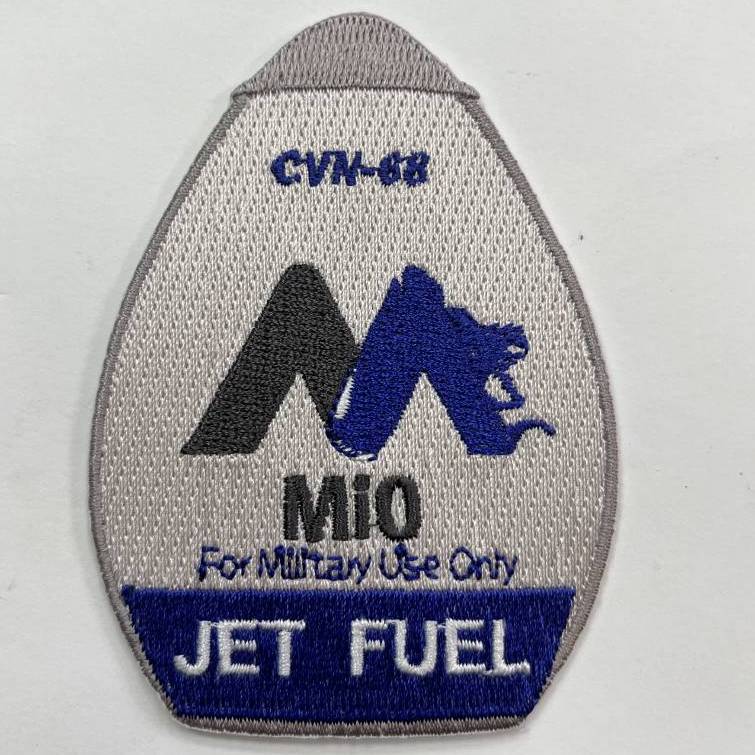 CVN-68
MiO
For Military Use Only
JET FUEL